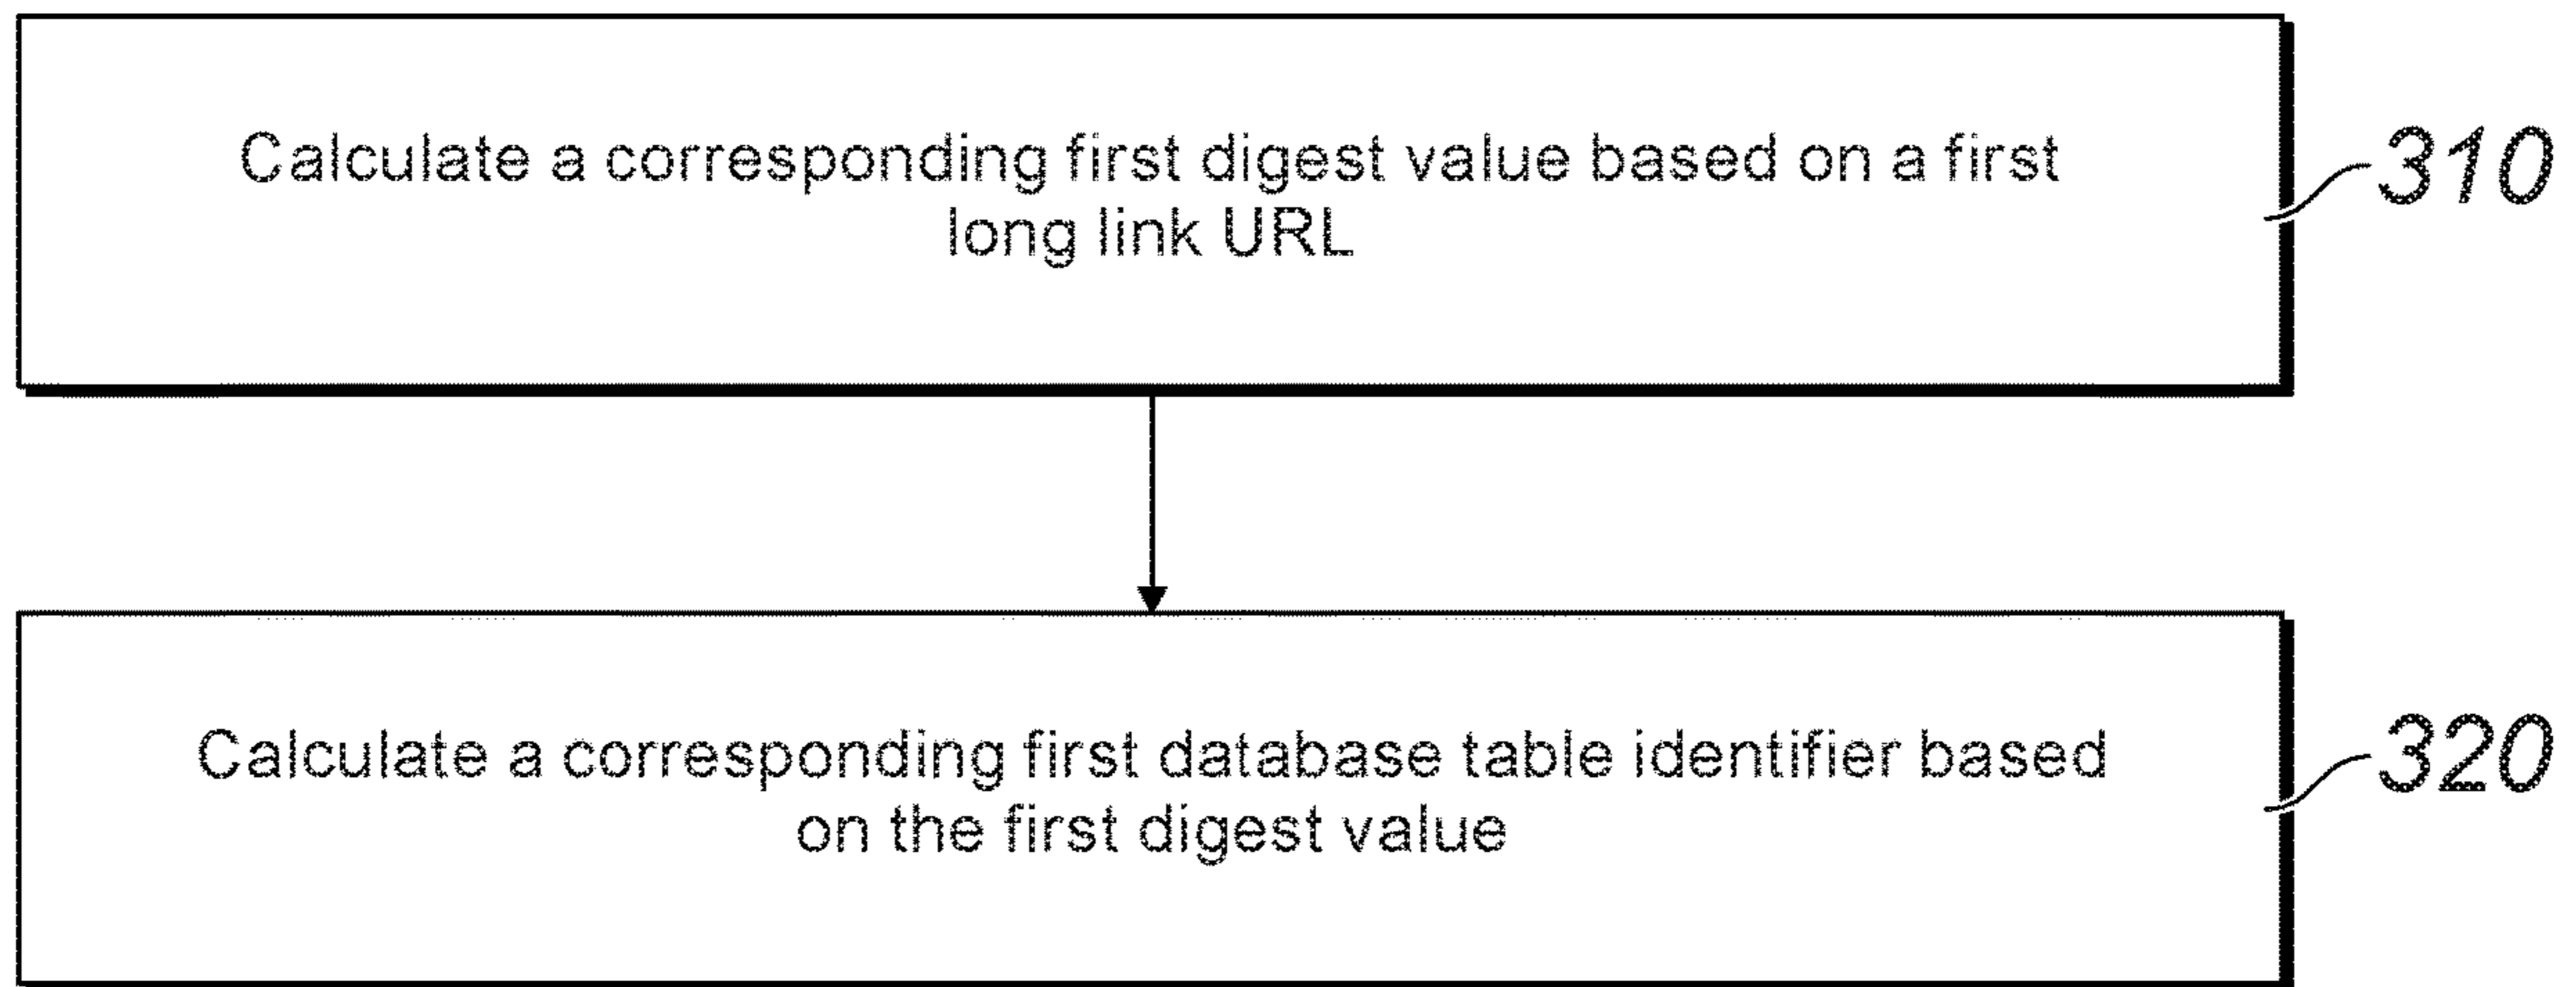 Calculate a corresponding first digest value based on a first
long link URL
310
Calculate a corresponding first database table identifier based
on the first digest value
320